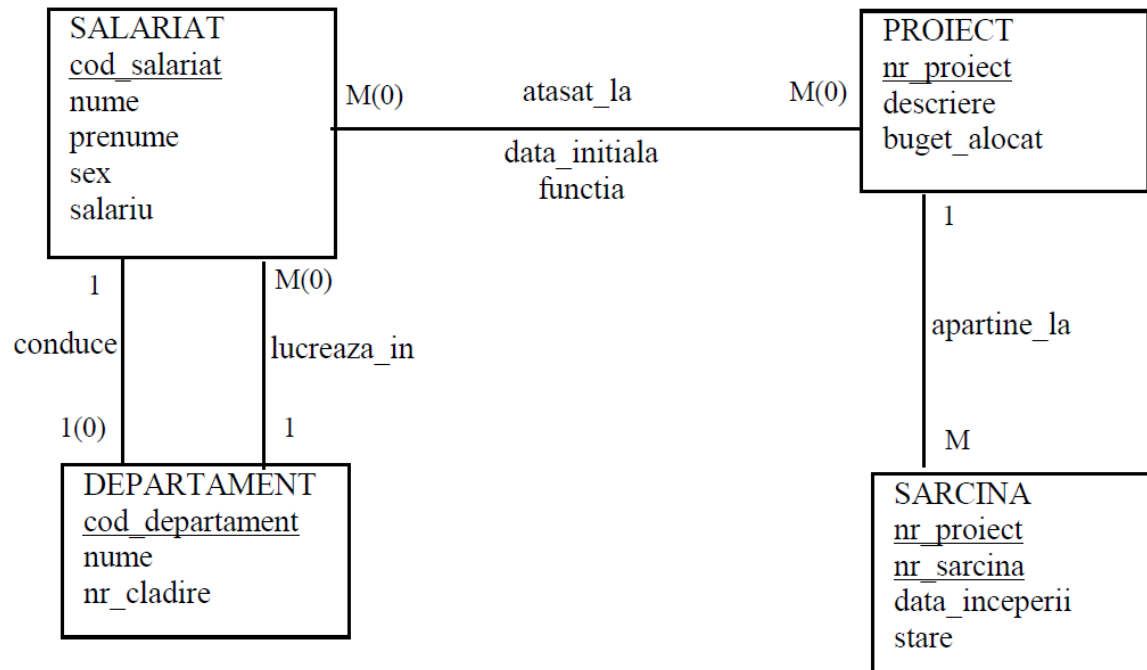 SALARIAT
cod_salariat
nume
prenume
sex
salariu
M(0)
atasat_la
M(0)
data_initiala
functia
PROIECT
nr_proiect
descriere
buget_alocat
1
conduce
1(0)
M(0)
lucreaza_in
1
1
apartine_la
M
DEPARTAMENT
cod_departament
nume
nr_cladire
SARCINA
nr_proiect
nr_sarcina
data_inceperii
stare